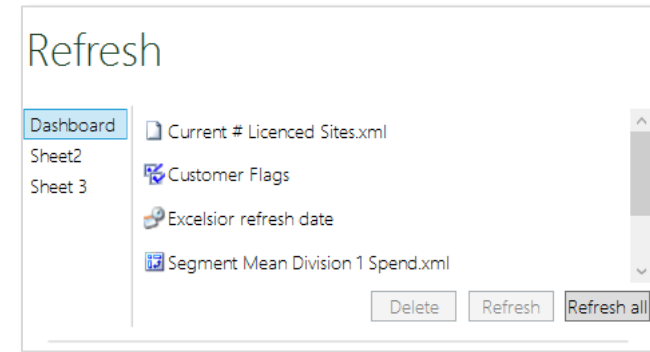 Refresh
Dashboard
Sheet2
Sheet 3
Current # Licenced Sites.xml
Customer Flags
Excelsior refresh date
Segment Mean Division 1 Spend.xml
Delete
Refresh
Refresh all